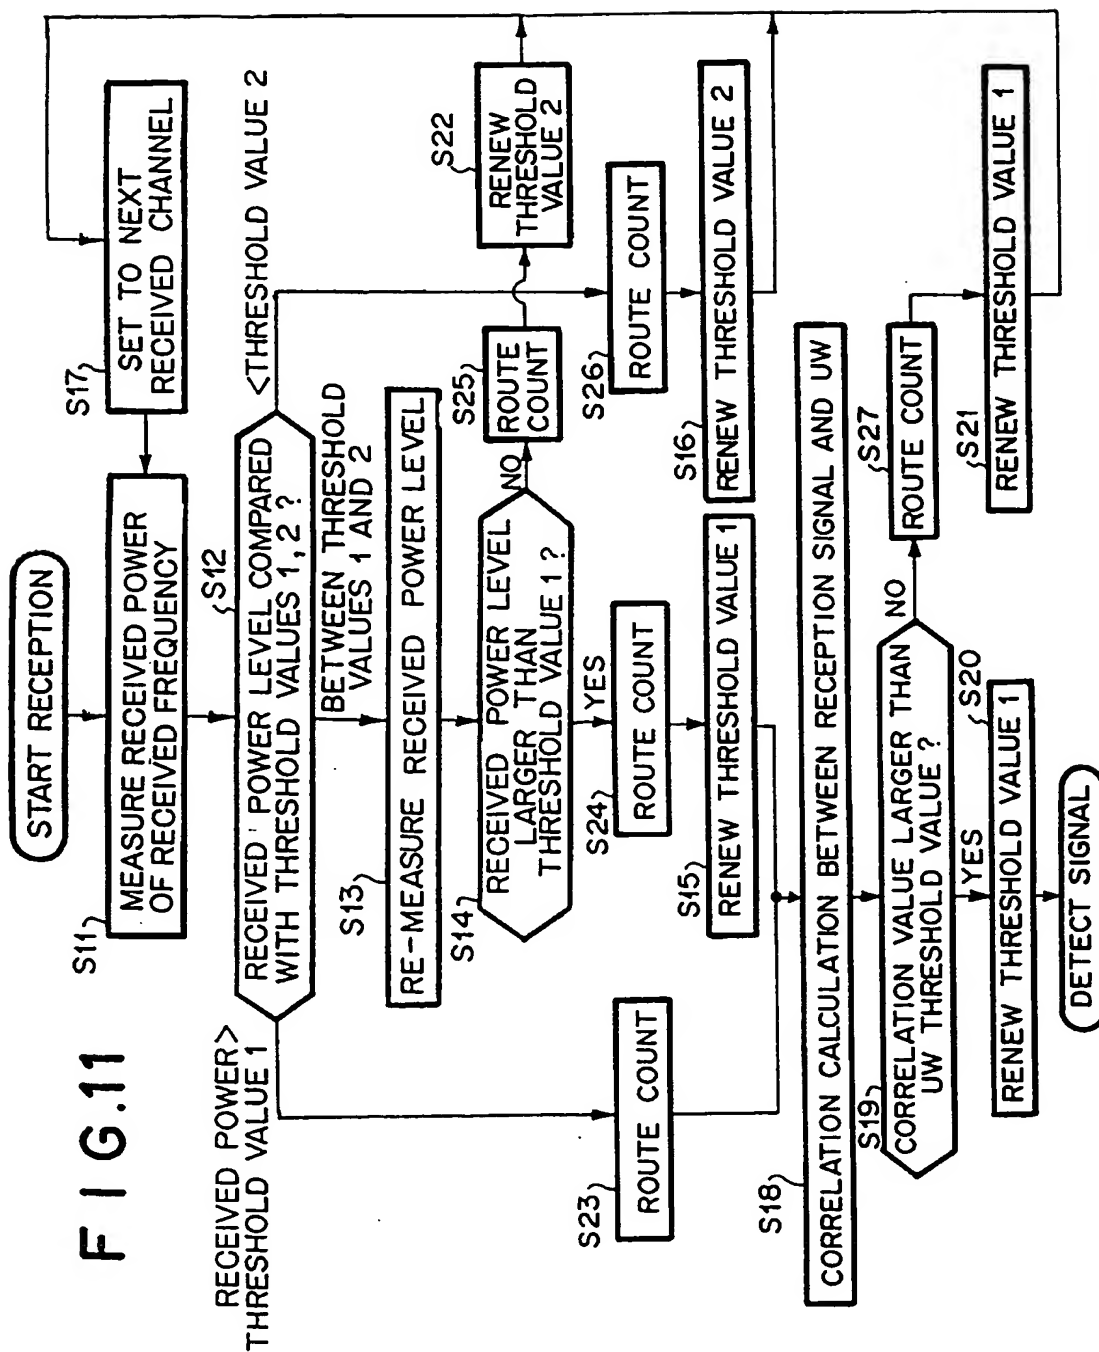 FIG.11
START RECEPTION
S11
MEASURE RECEIVED POWER
OF RECEIVED FREQUENCY
S17
SET TO NEXT
RECEIVED CHANNEL
S12
RECEIVED POWER LEVEL COMPARED
WITH THRESHOLD VALUES 1, 2 ?
RECEIVED POWER>
THRESHOLD VALUE 1
BETWEEN THRESHOLD
VALUES 1 AND 2
<THRESHOLD VALUE 2
S13
RE-MEASURE RECEIVED POWER LEVEL
S14
RECEIVED POWER LEVEL
LARGER THAN
THRESHOLD VALUE 1 ?
NO
S25
ROUTE
COUNT
S22
RENEW
THRESHOLD
VALUE 2
YES
S23
ROUTE COUNT
S24
ROUTE COUNT
S26
ROUTE COUNT
S15
RENEW THRESHOLD VALUE 1
S16
RENEW THRESHOLD VALUE 2
S18
CORRELATION CALCULATION BETWEEN RECEPTION SIGNAL AND UW
S19
CORRELATION VALUE LARGER THAN
UW THRESHOLD VALUE ?
NO
S27
ROUTE COUNT
YES
S20
RENEW THRESHOLD VALUE 1
S21
RENEW THRESHOLD VALUE 1
DETECT SIGNAL